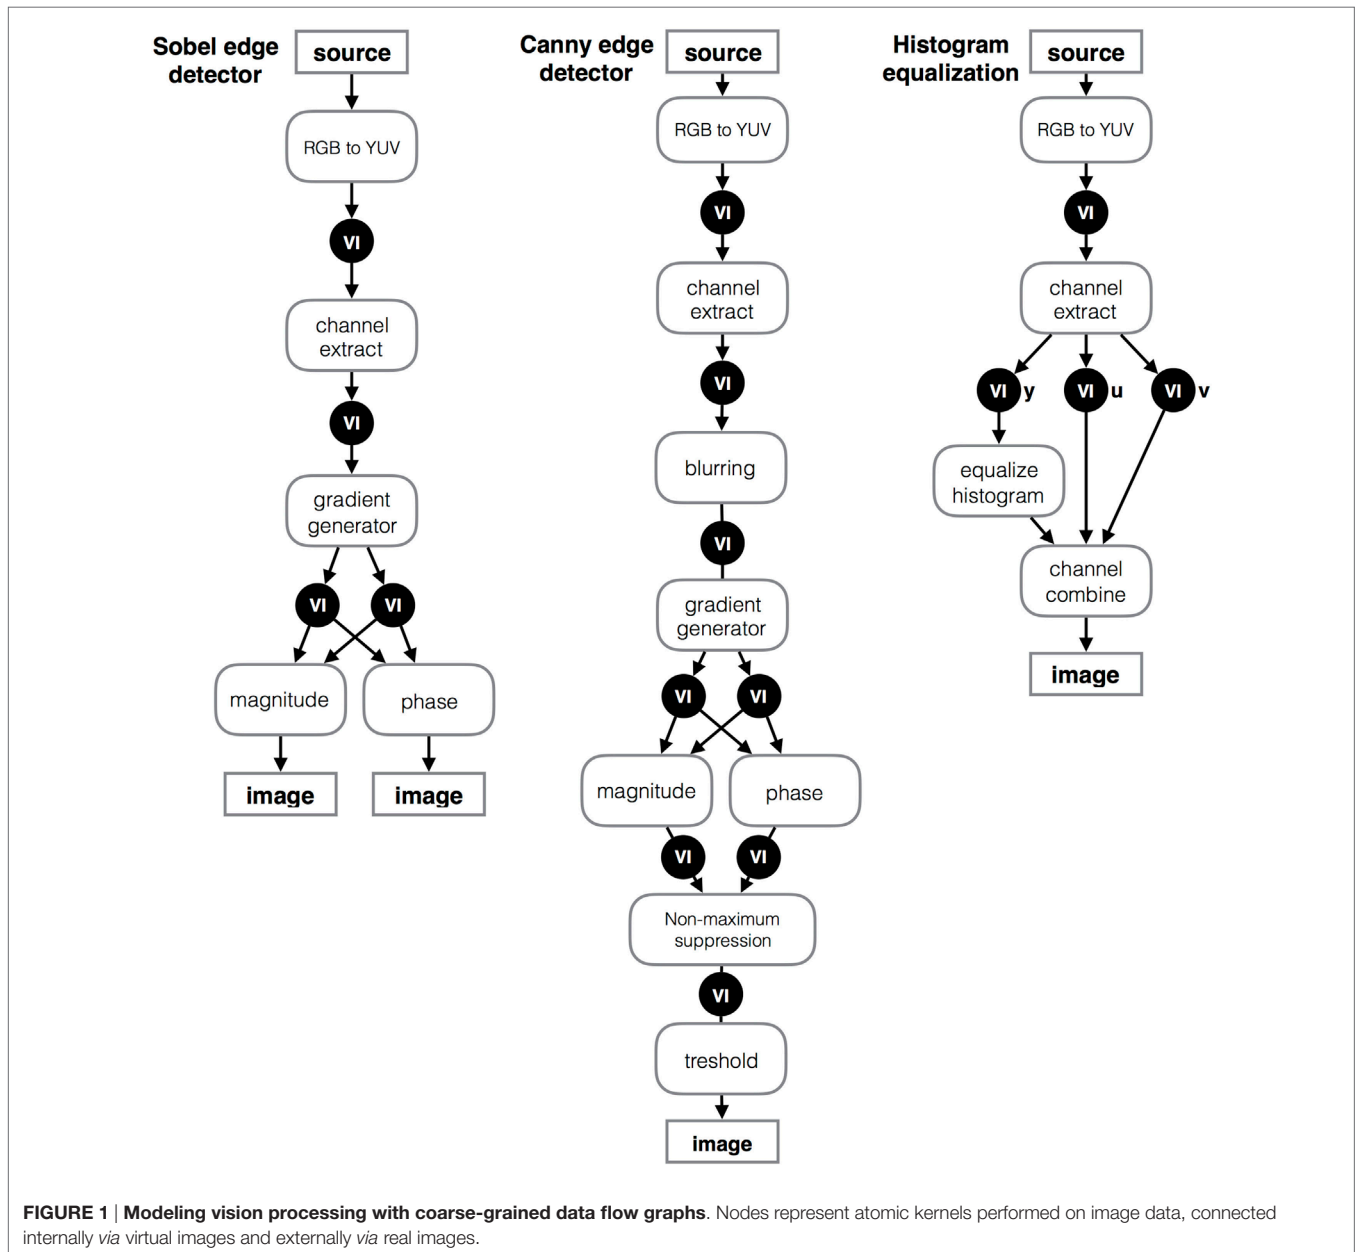 Sobel edge
detector
source
RGB to YUV
VI
channel
extract
VI
gradient
generator
VI
VI
magnitude
phase
image
image
Canny edge
detector
source
RGB to YUV
VI
channel
extract
VI
blurring
VI
gradient
generator
VI
VI
magnitude
phase
VI
VI
Non-maximum
suppression
VI
treshold
image
Histogram
equalization
source
RGB to YUV
VI
channel
extract
VI y
VI u
VI v
equalize
histogram
channel
combine
image
FIGURE 1 | Modeling vision processing with coarse-grained data flow graphs. Nodes represent atomic kernels performed on image data, connected
internally via virtual images and externally via real images.